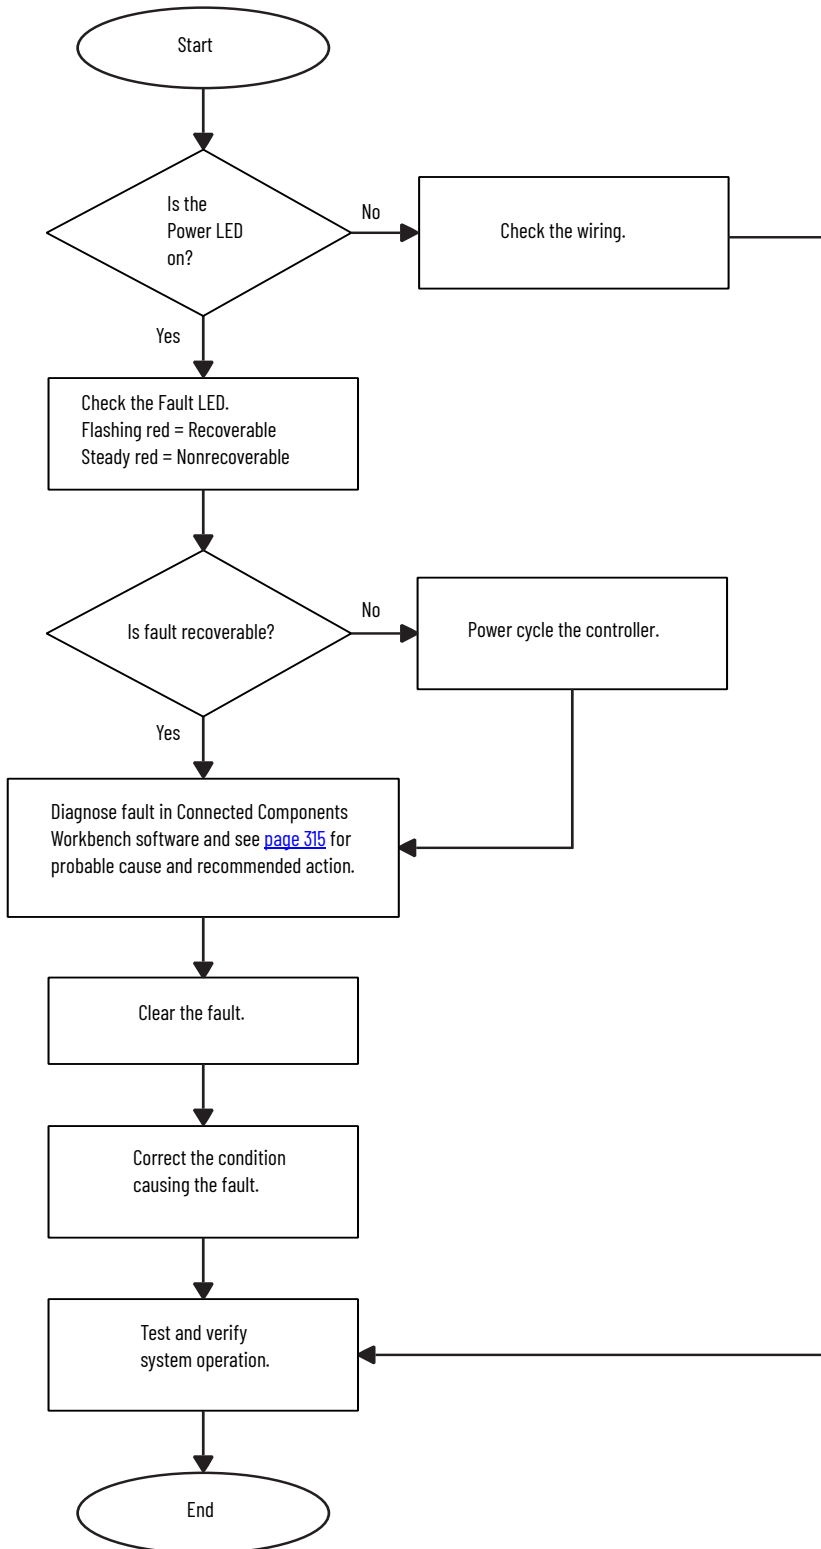 Start
Is the
Power LED
on?
No
Check the wiring.
Yes
Check the Fault LED.
Flashing red = Recoverable
Steady red = Nonrecoverable
Is fault recoverable?
No
Power cycle the controller.
Yes
Diagnose fault in Connected Components
Workbench software and see page 315 for
probable cause and recommended action.
Clear the fault.
Correct the condition
causing the fault.
Test and verify
system operation.
End